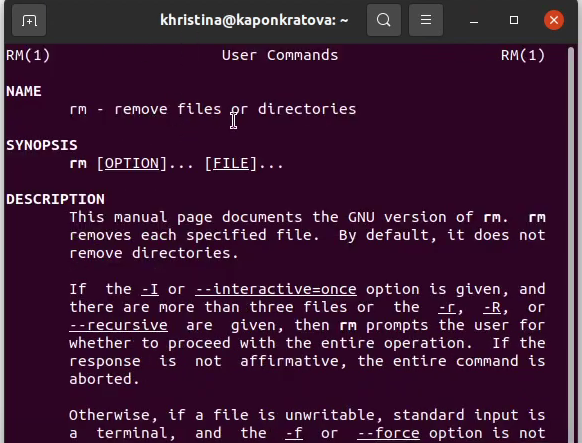 khristina@kaponkratova: ~
RM(1) User Commands RM(1)
NAME
rm - remove files or directories
SYNOPSIS
rm [OPTION]... [FILE]...
DESCRIPTION
This manual page documents the GNU version of rm. rm
removes each specified file. By default, it does not
remove directories.
If the -I or --interactive=once option is given, and
there are more than three files or the -r, -R, or
--recursive are given, then rm prompts the user for
whether to proceed with the entire operation. If the
response is not affirmative, the entire command is
aborted.
Otherwise, if a file is unwritable, standard input is
a terminal, and the -f or --force option is not